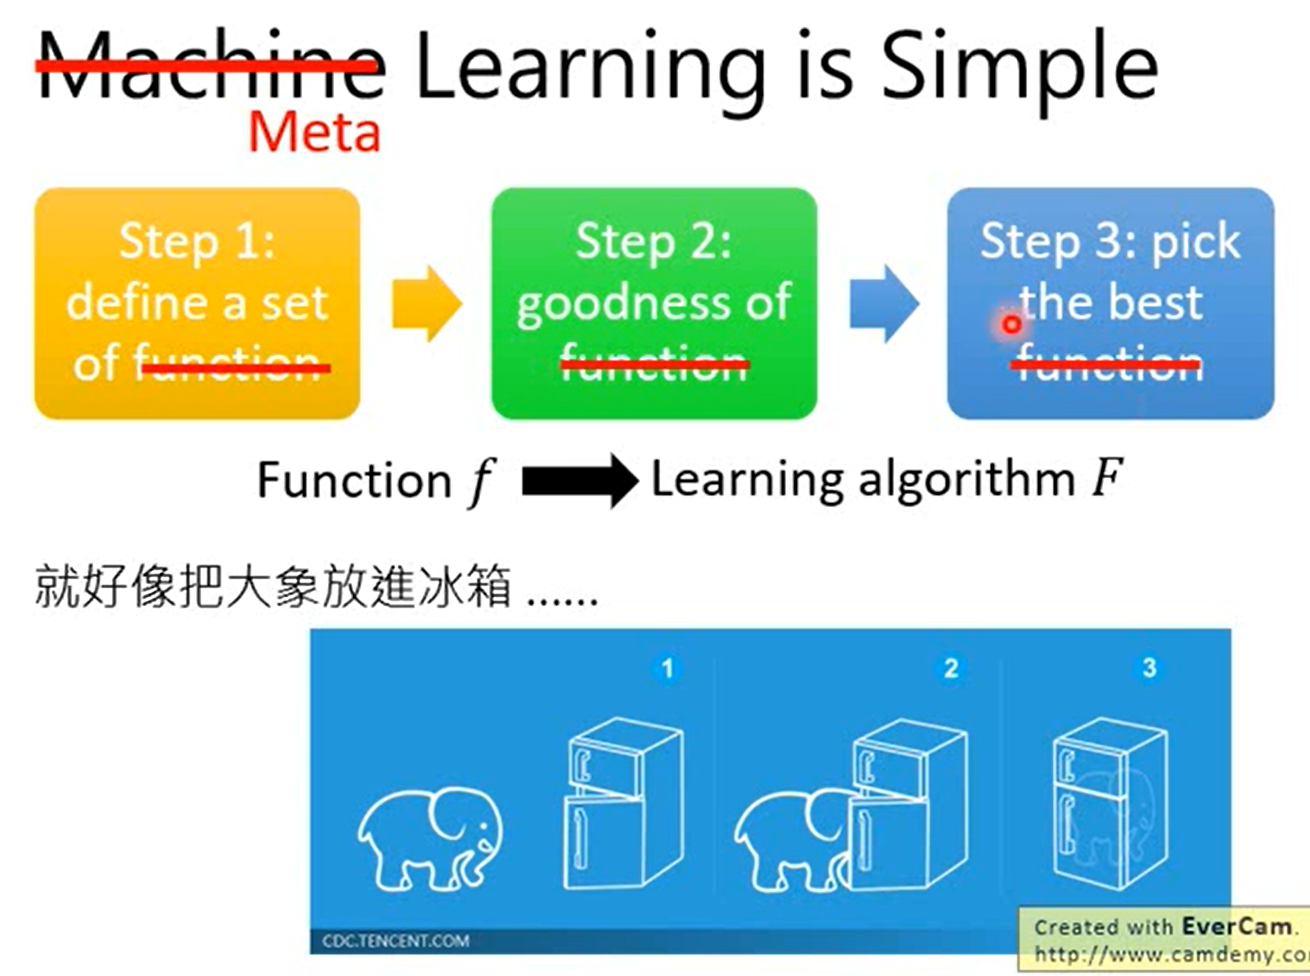 Machine Learning is Simple
Meta
Step 1:
define a set
of function
Step 2:
goodness of
function
Step 3: pick
the best
function
Function f
Learning algorithm F
就好像把大象放進冰箱 ……
1
2
3
CDC.TENCENT.COM
Created with EverCam.
http://www.camdemy.co